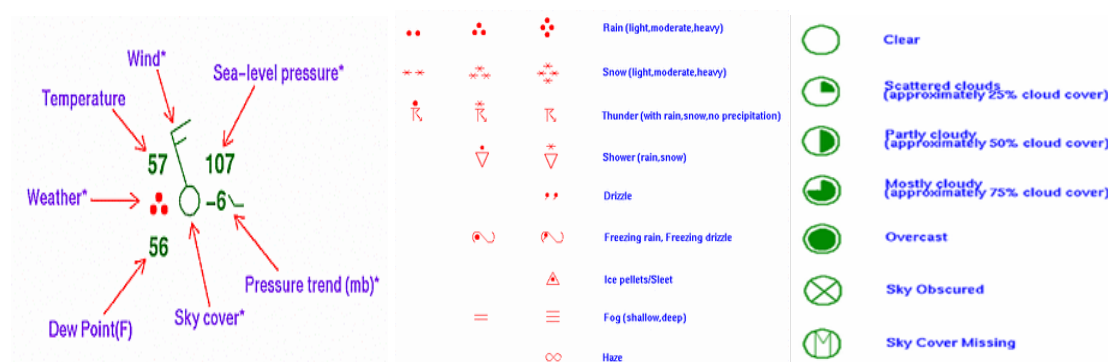 Wind*
Sea-level pressure*
Temperature
57
107
Weather*
-6
56
Pressure trend (mb)*
Sky cover*
Dew Point(F)
Rain (light,moderate,heavy)
Snow (light,moderate,heavy)
Thunder (with rain,snow,no precipitation)
Shower (rain,snow)
Drizzle
Freezing rain, Freezing drizzle
Ice pellets/Sleet
Fog (shallow,deep)
Haze
Clear
Scattered clouds
(approximately 25% cloud cover)
Partly cloudy
(approximately 50% cloud cover)
Mostly cloudy
(approximately 75% cloud cover)
Overcast
Sky Obscured
M
Sky Cover Missing